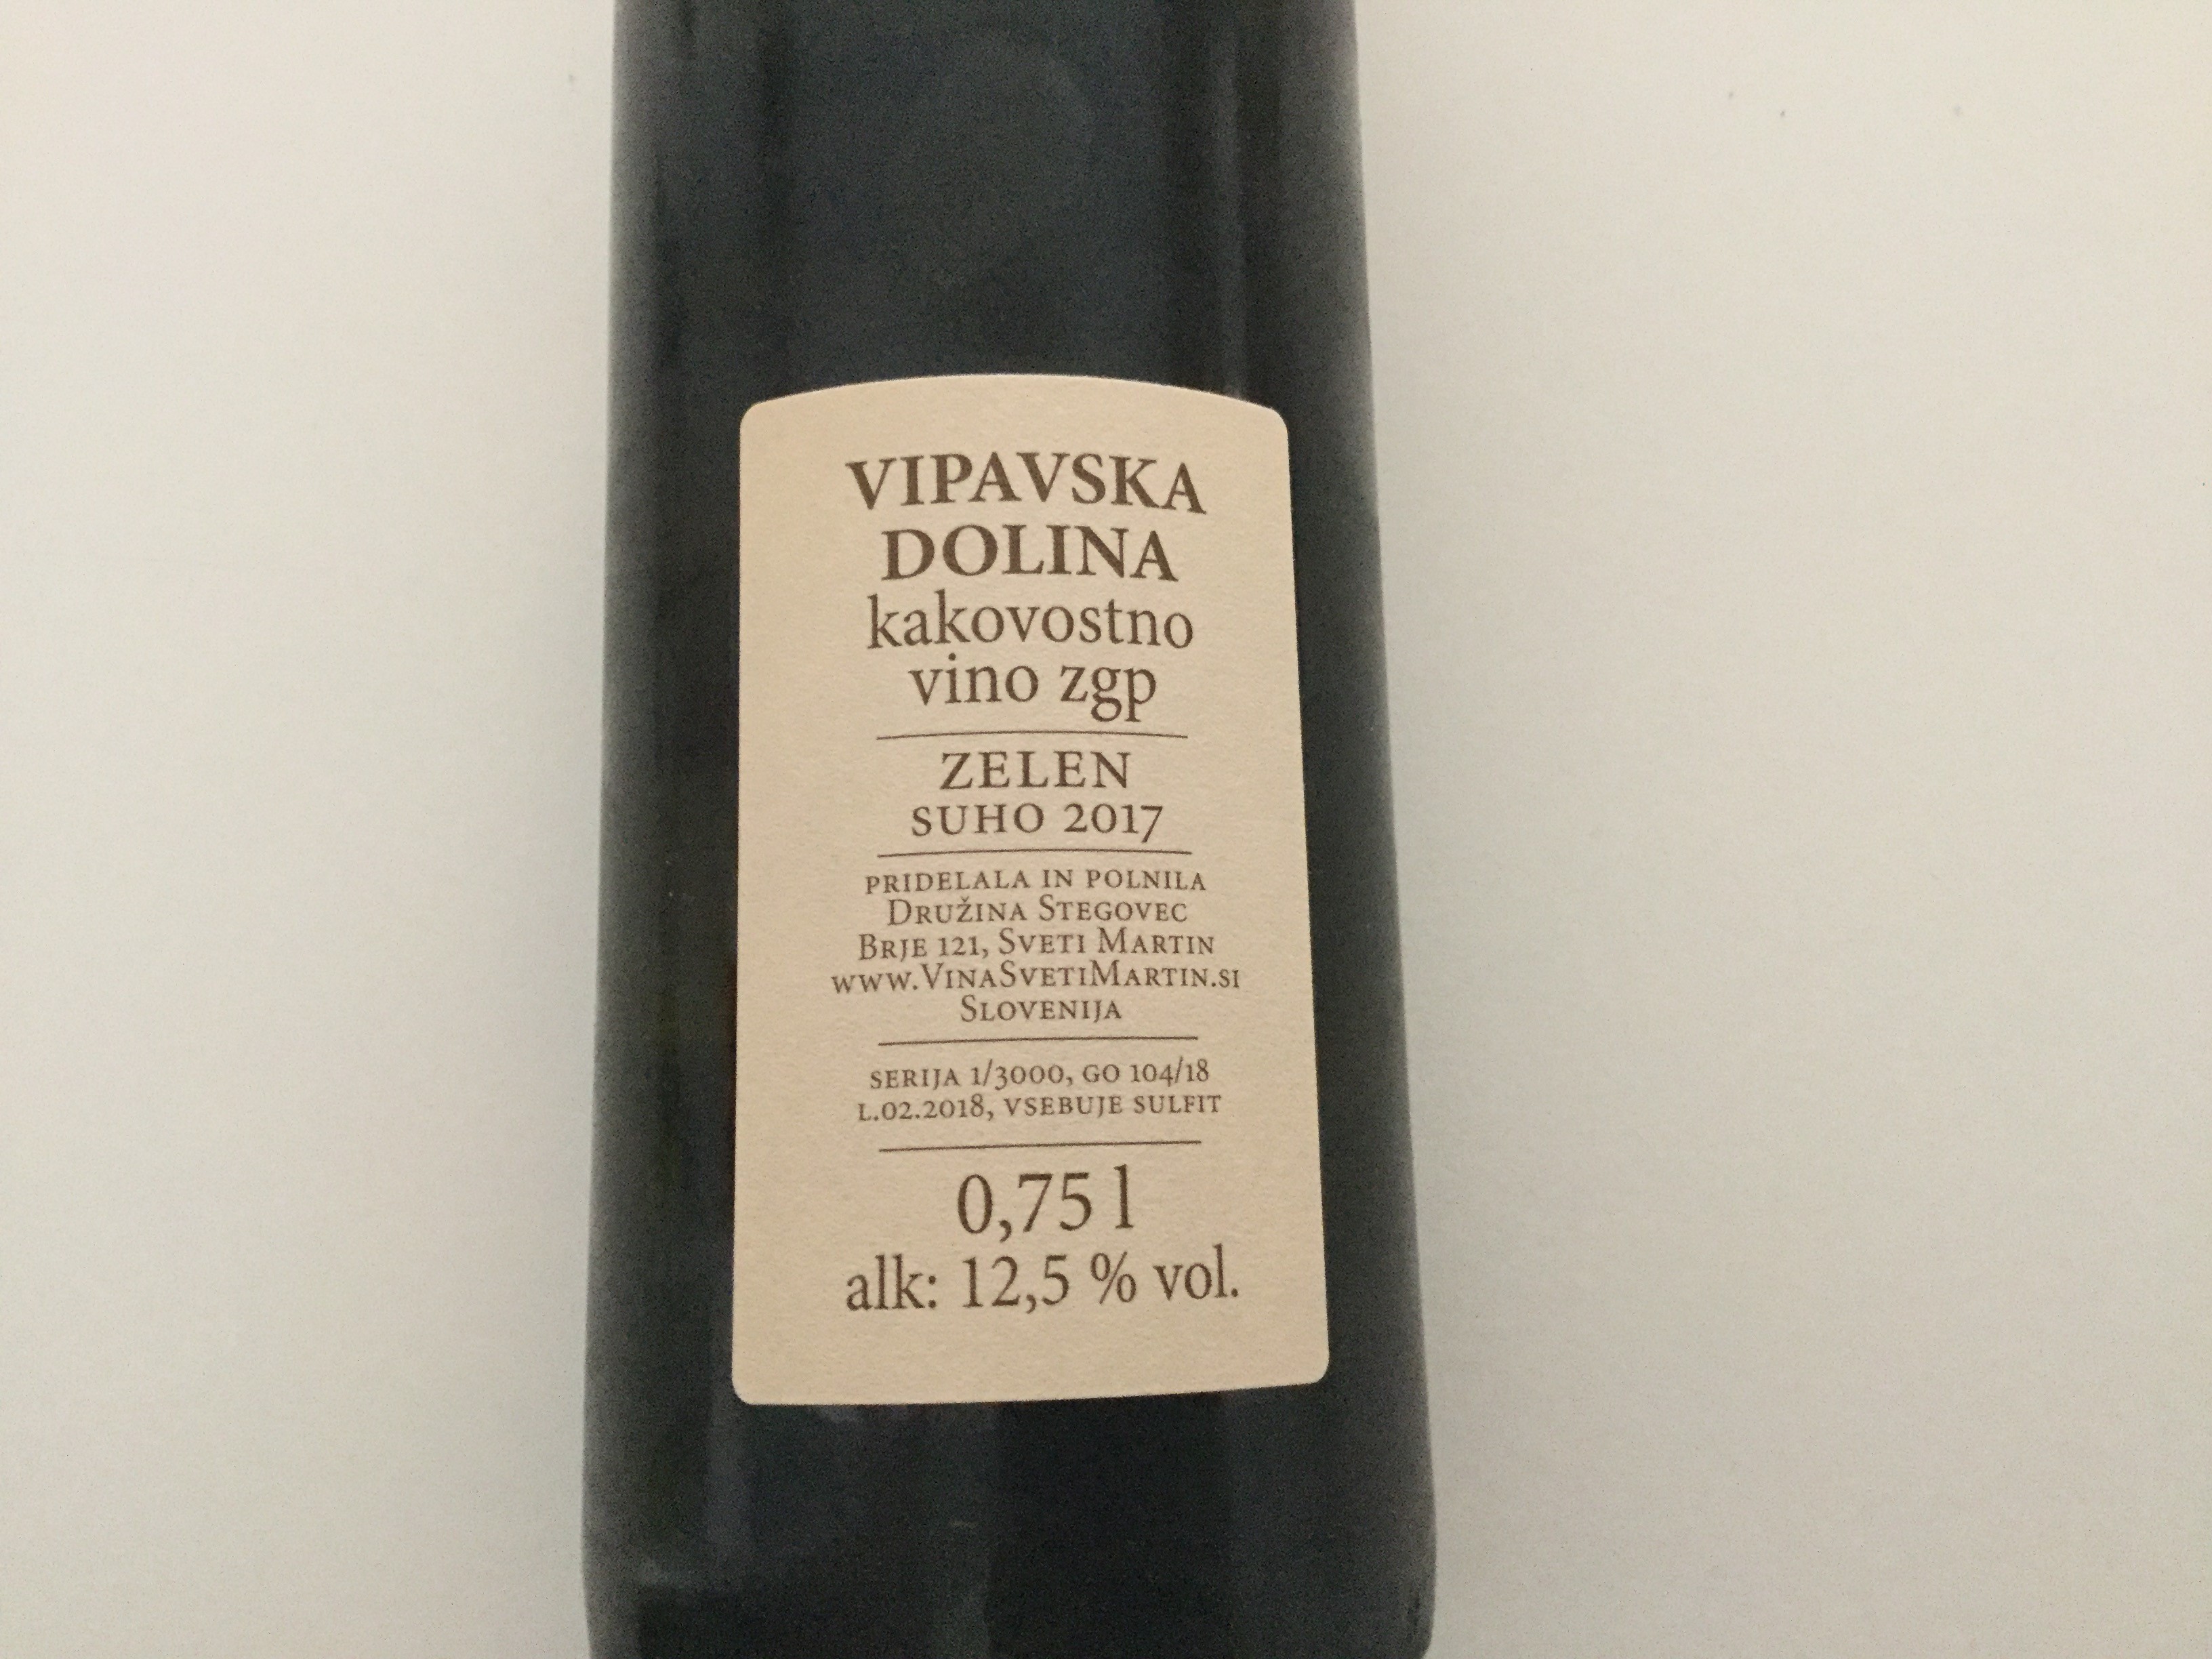 VIPAVSKA
DOLINA
kakovostno
vino zgp
ZELEN
SUHO 2017
PRIDELALA IN POLNILA
DRUŽINA STEGOVEC
BRJE 121, SVETI MARTIN
WWW.VINASVETIMARTIN.SI
SLOVENIJA
SERIJA 1/3000, GO 104/18
L.02.2018, VSEBUJE SULFIT
0,75 l
alk: 12,5 % vol.